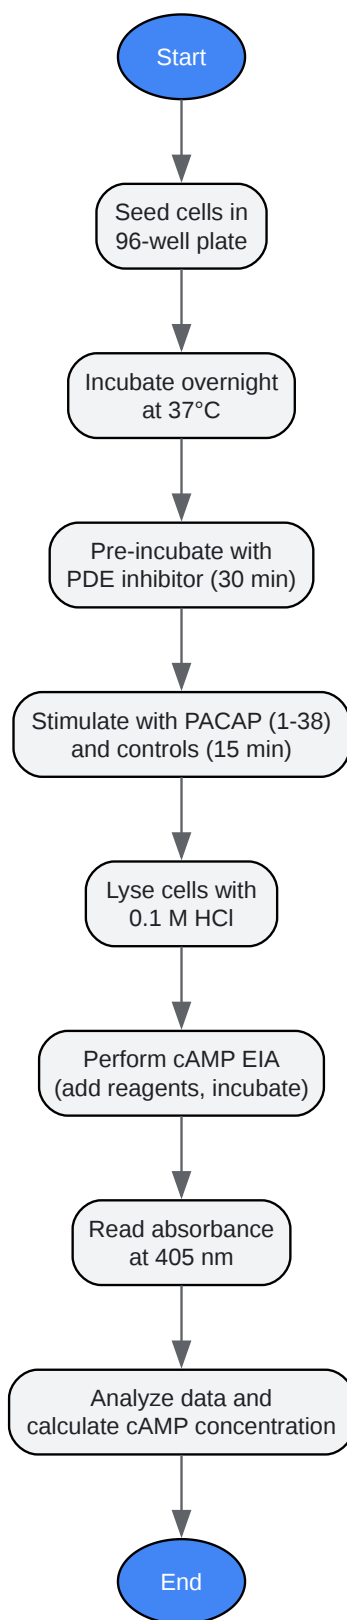 Start
Seed cells in
96-well plate
Incubate overnight
at 37°C
Pre-incubate with
PDE inhibitor (30 min)
Stimulate with PACAP (1-38)
and controls (15 min)
Lyse cells with
0.1 M HCl
Perform cAMP EIA
(add reagents, incubate)
Read absorbance
at 405 nm
Analyze data and
calculate cAMP concentration
End